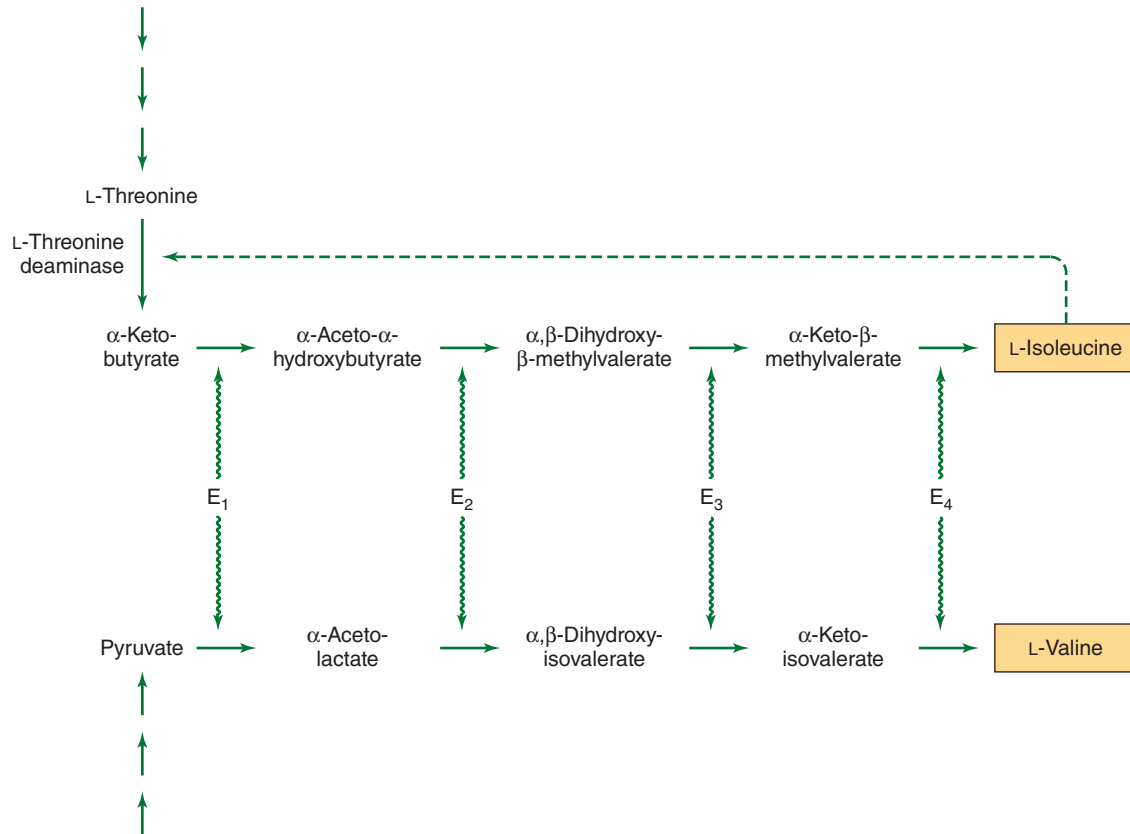 L-Threonine
L-Threonine
deaminase
α-Keto-
butyrate
α-Aceto-α-
hydroxybutyrate
α,β-Dihydroxy-
β-methylvalerate
α-Keto-β-
methylvalerate
L-Isoleucine
E₁
E₂
E₃
E₄
Pyruvate
α-Aceto-
lactate
α,β-Dihydroxy-
isovalerate
α-Keto-
isovalerate
L-Valine